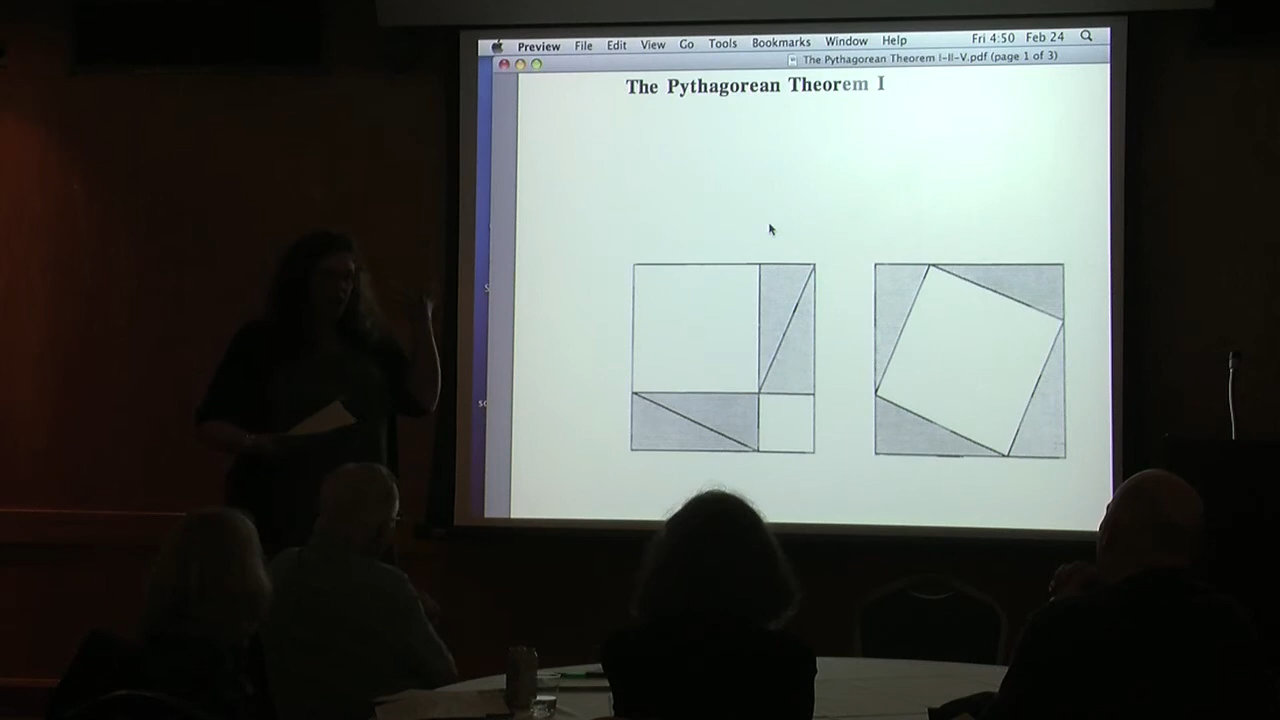 Preview File Edit View Go Tools Bookmarks Window Help Fri 4:50 Feb 24
The Pythagorean Theorem I-II-V.pdf (page 1 of 3)
The Pythagorean Theorem I